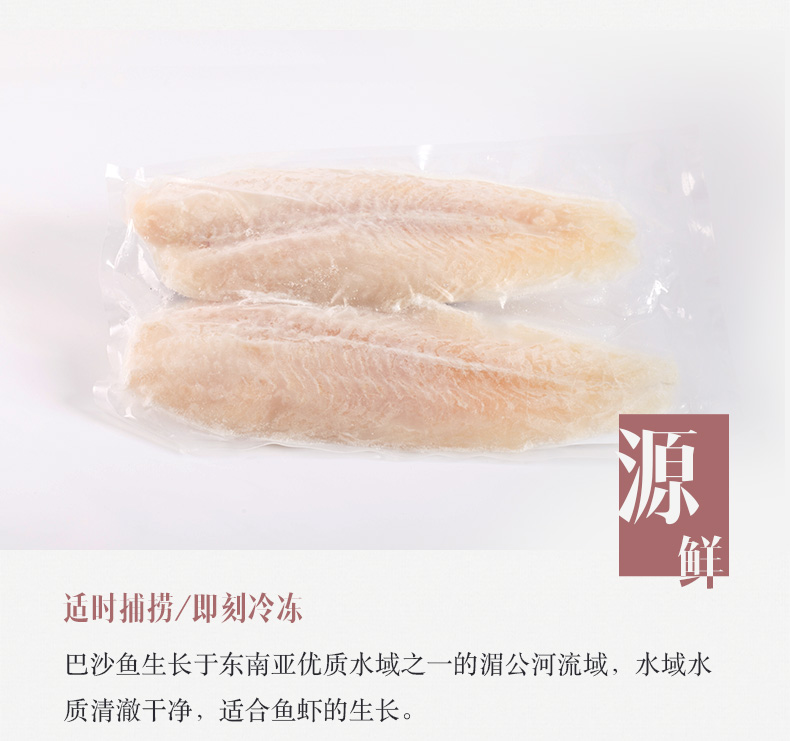 源
鲜
适时捕捞/即刻冷冻
巴沙鱼生长于东南亚优质水域之一的湄公河流域，水域水
质清澈干净，适合鱼虾的生长。